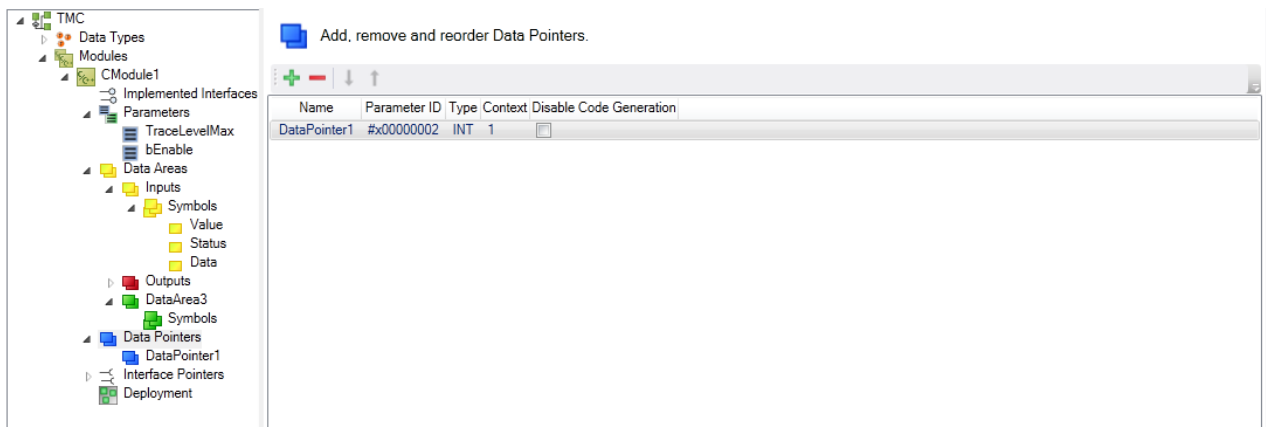 TMC
Data Types
Modules
CModule1
Implemented Interfaces
Parameters
TraceLevelMax
bEnable
Data Areas
Inputs
Symbols
Value
Status
Data
Outputs
DataArea3
Symbols
Data Pointers
DataPointer1
Interface Pointers
Deployment
Add, remove and reorder Data Pointers.
Name Parameter ID Type Context Disable Code Generation
DataPointer1 #x00000002 INT 1